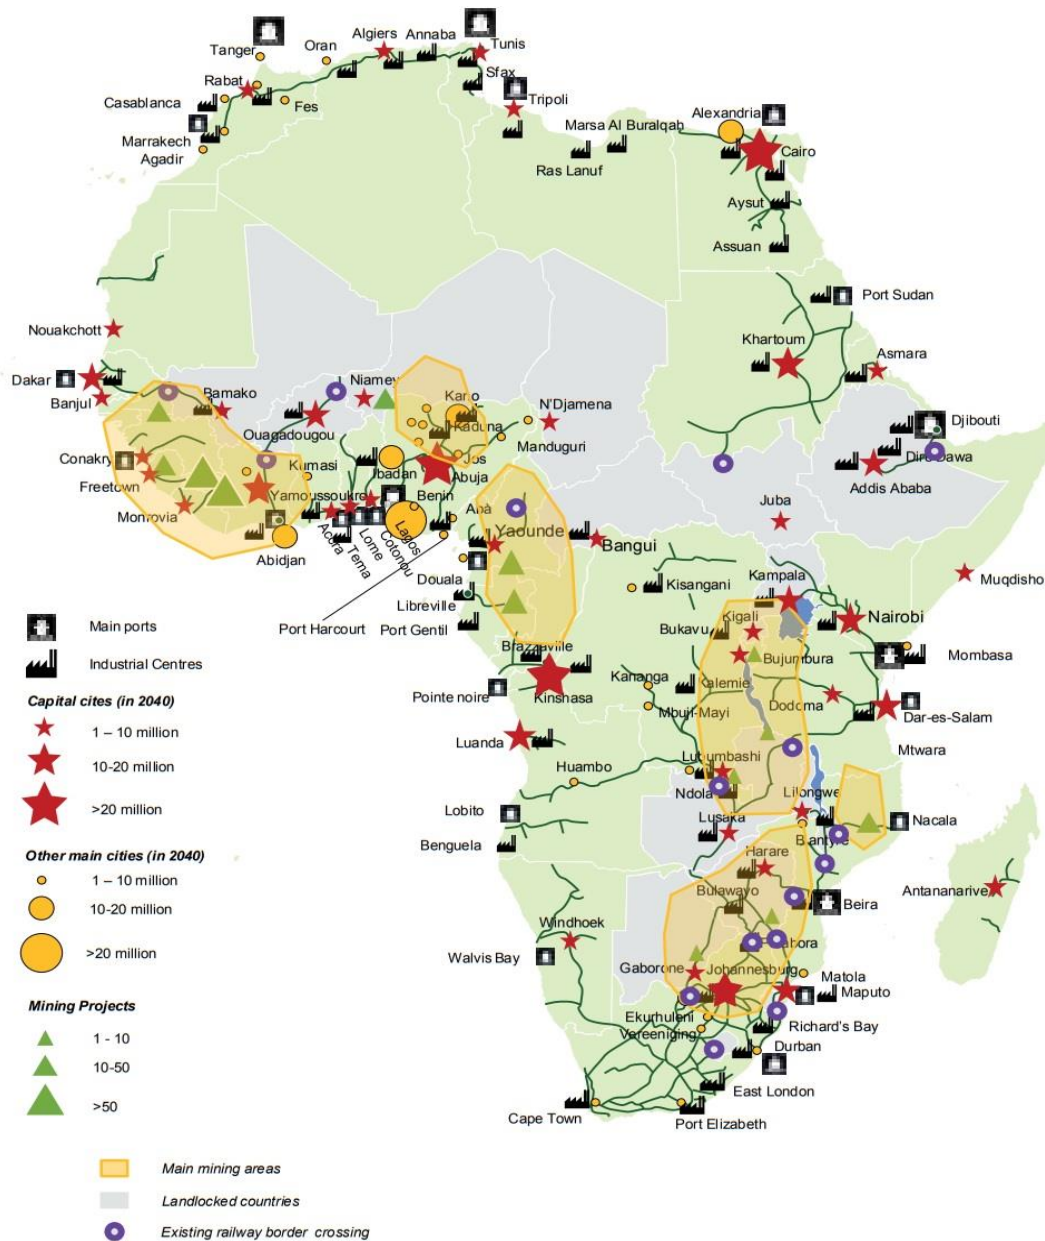 Tanger
Oran
Algiers
Annaba
Tunis
Sfax
Rabat
Casablanca
Fes
Tripoli
Marrakech
Agadir
Marsa Al Buralqah
Ras Lanuf
Alexandria
Cairo
Aysut
Assuan
Port Sudan
Nouakchott
Khartoum
Asmara
Dakar
Banjul
Bamako
Niamey
Kano
N'Djamena
Djibouti
Ouagadougou
Kaduna
Manduguri
Dire Dawa
Conakry
Kumasi
Ibadan
Jos
Abuja
Addis Ababa
Freetown
Yamoussoukro
Benin
Juba
Monrovia
Abà
Yaounde
Abidjan
Accra
Tema
Lome
Cotonou
Lagos
Bangui
Muqdisho
Douala
Kisangani
Kampala
Libreville
Port Harcourt
Port Gentil
Kigali
Nairobi
Bukavu
Main ports
Brazzaville
Bujumbura
Mombasa
Industrial Centres
Kananga
Kalemie
Pointe noire
Kinshasa
Dodoma
Capital cites (in 2040)
Mbuji-Mayi
Dar-es-Salam
1 – 10 million
Luanda
Mtwara
10-20 million
Huambo
Lubumbashi
>20 million
Ndola
Lilongwe
Lobito
Lusaka
Nacala
Benguela
Blantyre
Other main cities (in 2040)
Harare
1 – 10 million
Bulawayo
Antananarive
10-20 million
Beira
Windhoek
>20 million
Walvis Bay
Gaborone
Johannesburg
Matola
Maputo
Mining Projects
Ekurhuleni
Vereeniging
Richard's Bay
1 - 10
Durban
10-50
East London
>50
Cape Town
Port Elizabeth
Main mining areas
Landlocked countries
Existing railway border crossing